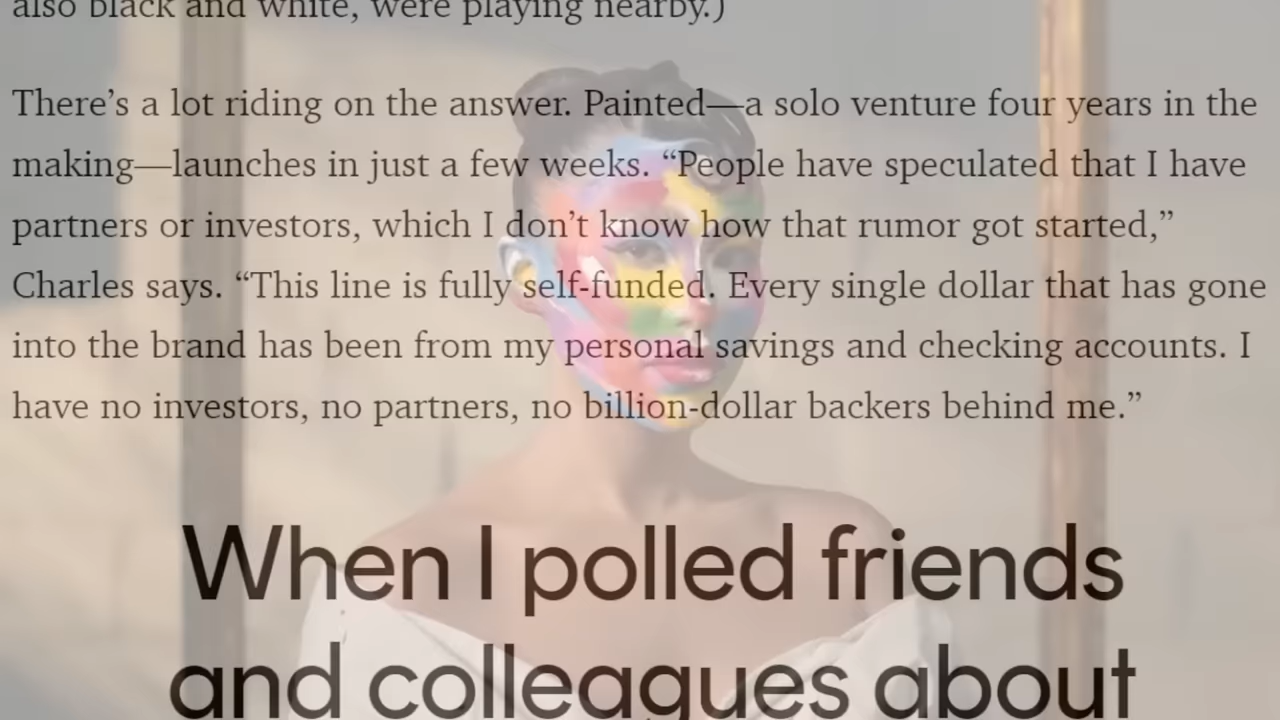 also black and white, were playing nearby.)
There’s a lot riding on the answer. Painted—a solo venture four years in the
making—launches in just a few weeks. “People have speculated that I have
partners or investors, which I don’t know how that rumor got started,”
Charles says. “This line is fully self-funded. Every single dollar that has gone
into the brand has been from my personal savings and checking accounts. I
have no investors, no partners, no billion-dollar backers behind me.”
When I polled friends
and colleagues about